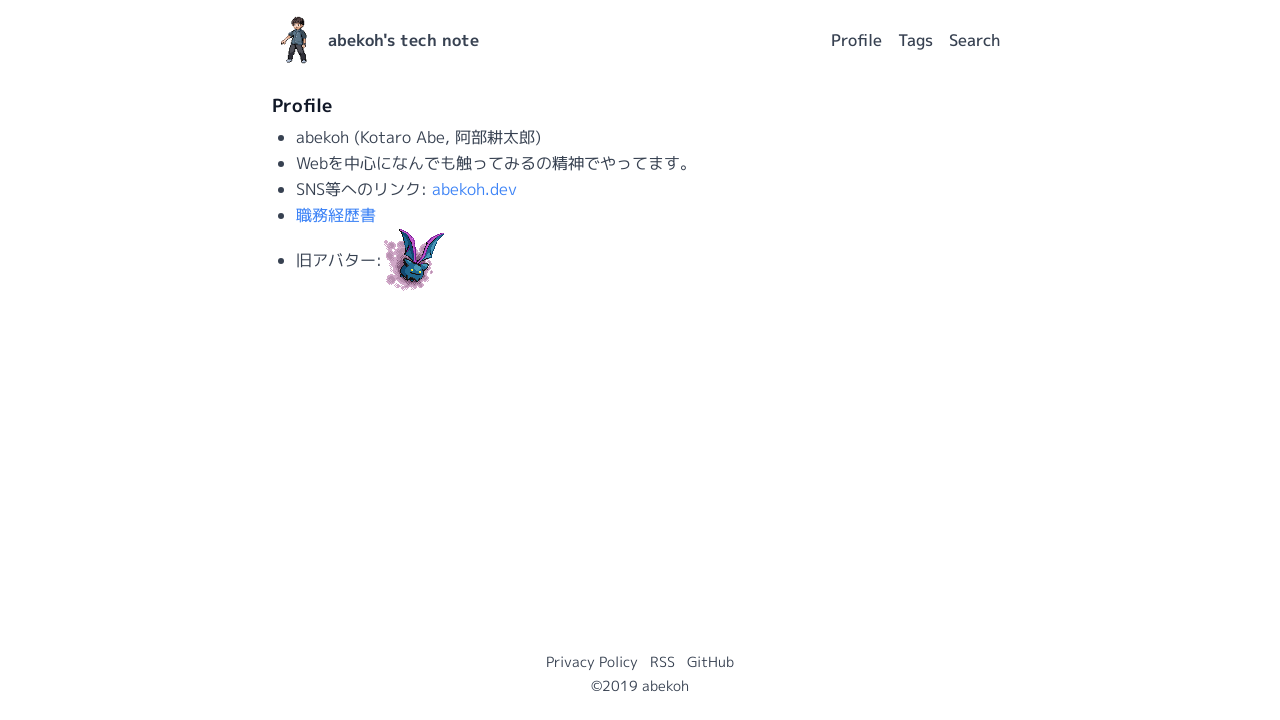 abekoh's tech note
Profile Tags Search
Profile
abekoh (Kotaro Abe, 阿部耕太郎)
Webを中心になんでも触ってみるの精神でやってます。
SNS等へのリンク: abekoh.dev
職務経歴書
旧アバター:
Privacy Policy RSS GitHub
©2019 abekoh